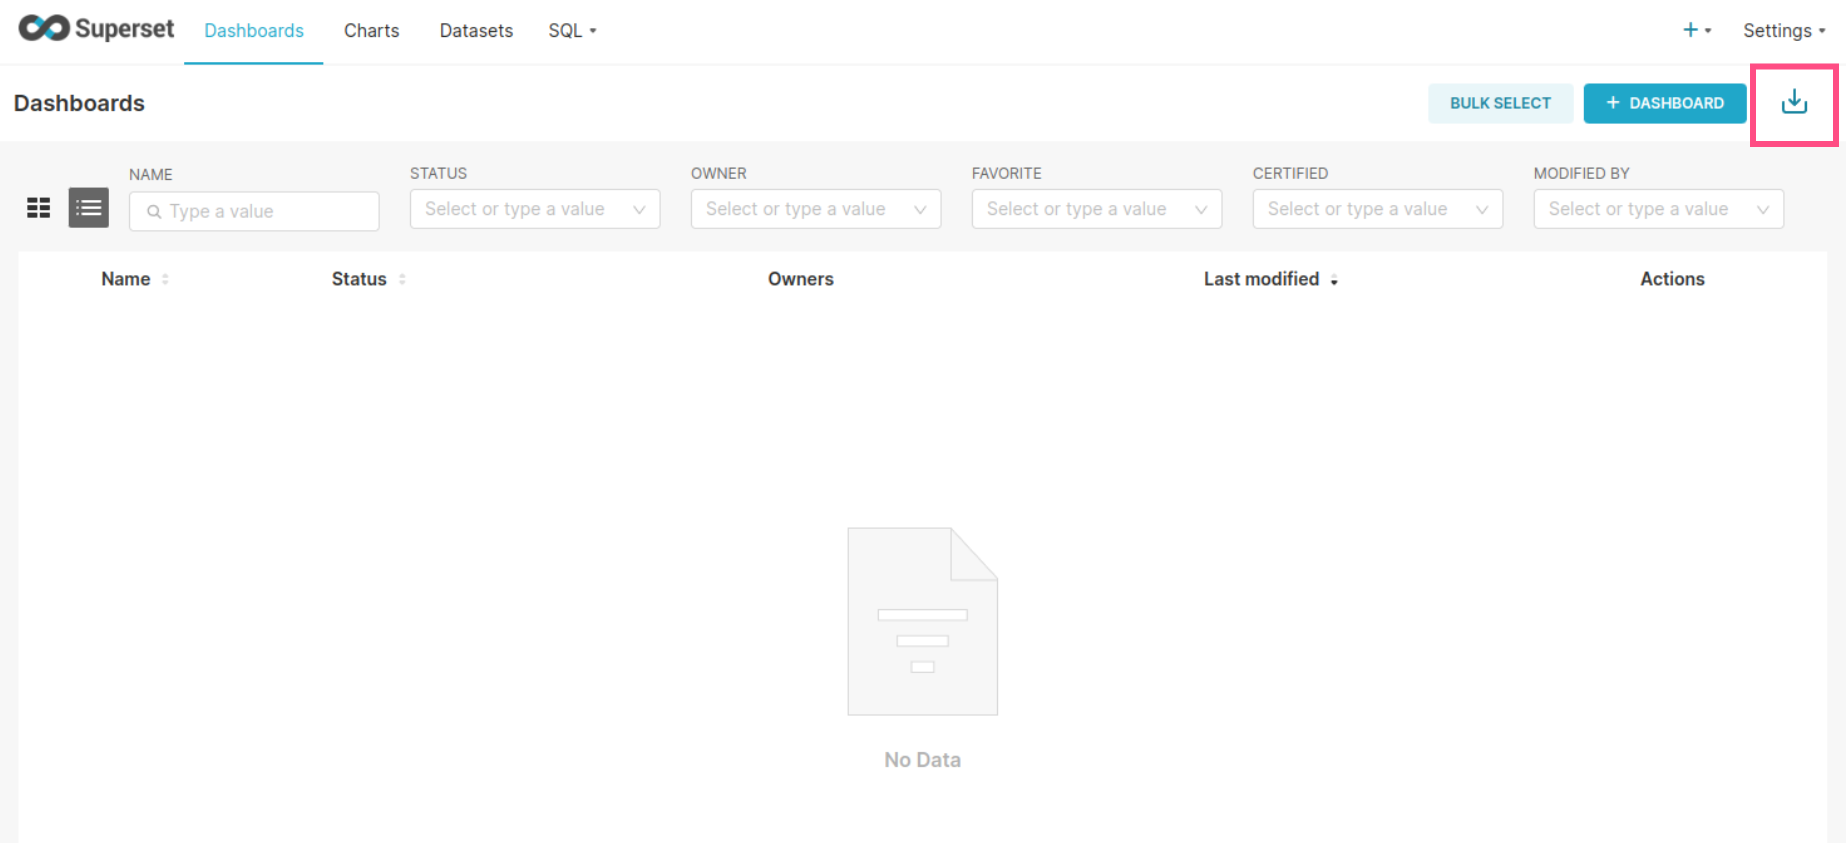 Superset Dashboards Charts Datasets SQL Settings
Dashboards BULK SELECT + DASHBOARD
NAME STATUS OWNER FAVORITE CERTIFIED MODIFIED BY
Type a value Select or type a value Select or type a value Select or type a value Select or type a value Select or type a value
Name Status Owners Last modified Actions
No Data